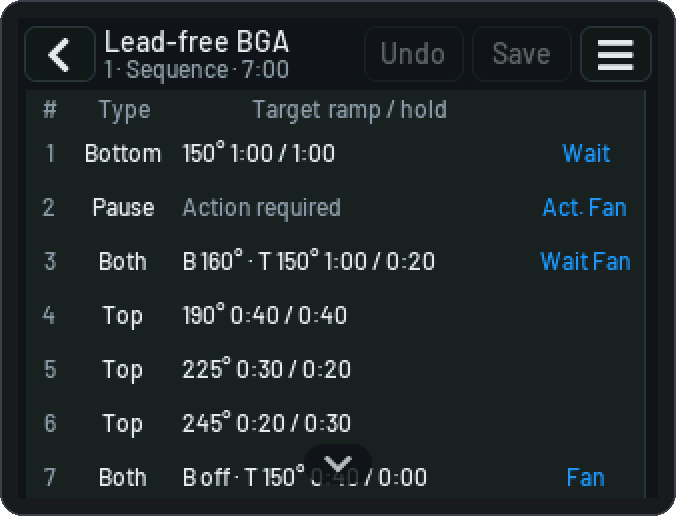 Lead-free BGA
1 · Sequence · 7:00
Undo
Save
# Type Target ramp / hold
1 Bottom 150° 1:00 / 1:00 Wait
2 Pause Action required Act. Fan
3 Both B 160° · T 150° 1:00 / 0:20 Wait Fan
4 Top 190° 0:40 / 0:40
5 Top 225° 0:30 / 0:20
6 Top 245° 0:20 / 0:30
7 Both B off · T 150° 0:40 / 0:00 Fan